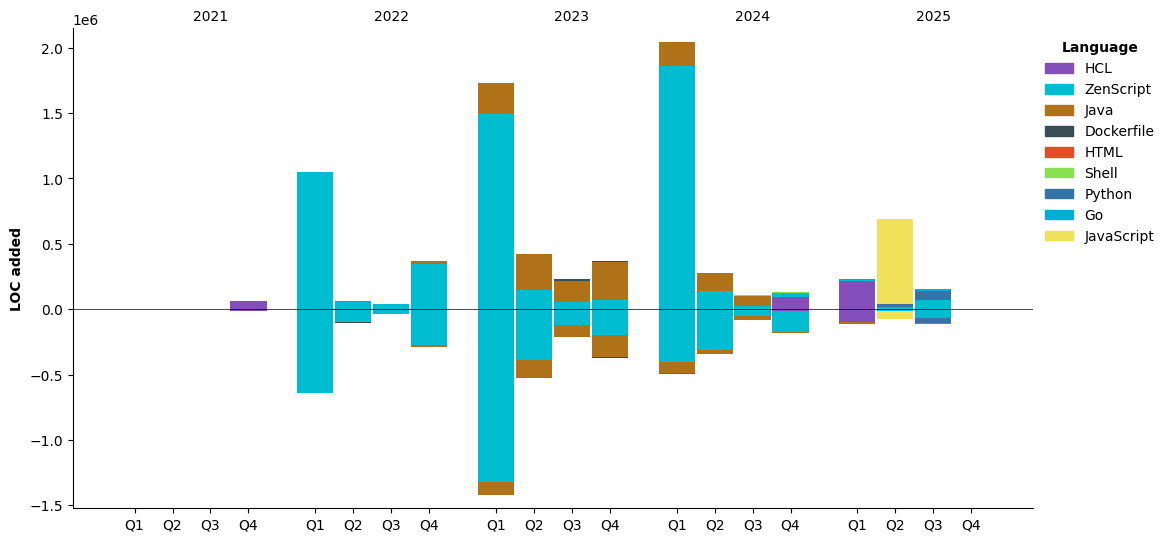 1e6
2021 2022 2023 2024 2025
2.0
1.5
1.0
0.5
0.0
−0.5
−1.0
−1.5
LOC added
Q1 Q2 Q3 Q4 Q1 Q2 Q3 Q4 Q1 Q2 Q3 Q4 Q1 Q2 Q3 Q4 Q1 Q2 Q3 Q4
Language
HCL
ZenScript
Java
Dockerfile
HTML
Shell
Python
Go
JavaScript